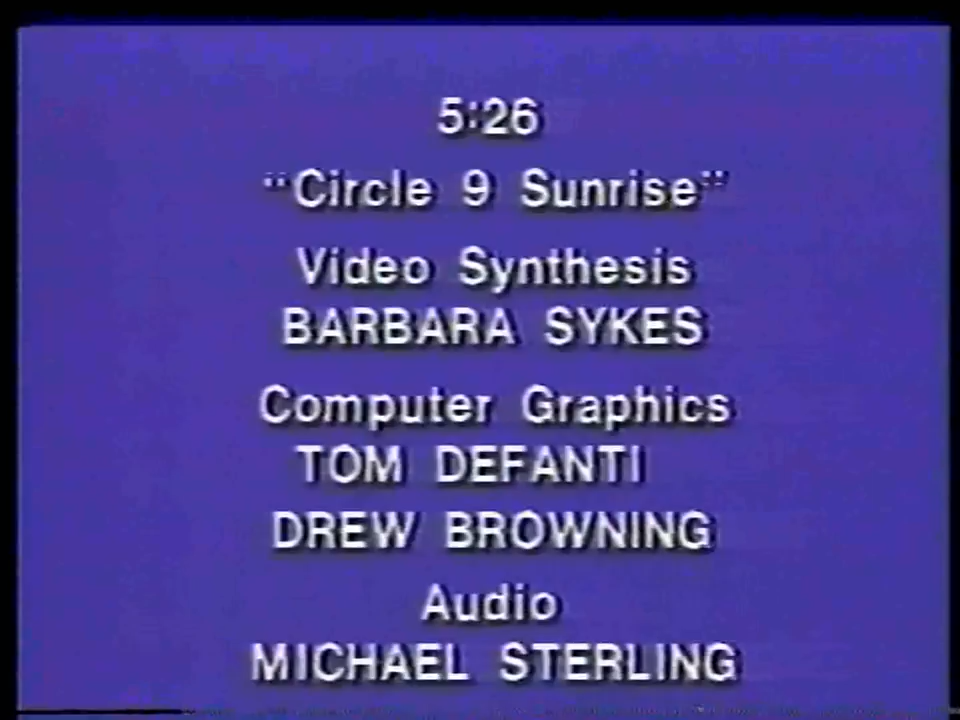 5:26
"Circle 9 Sunrise"
Video Synthesis
BARBARA SYKES
Computer Graphics
TOM DEFANTI
DREW BROWNING
Audio
MICHAEL STERLING